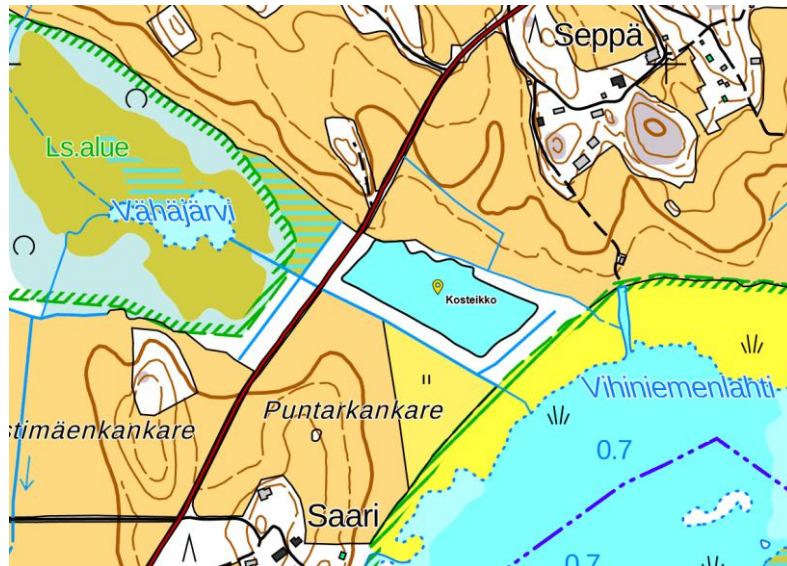 Seppä
Ls.alue
Vähäjärvi
Kosteikko
Vihiniemenlahti
Puntarkankare
stimäenkankare
0.7
Saari
0.7